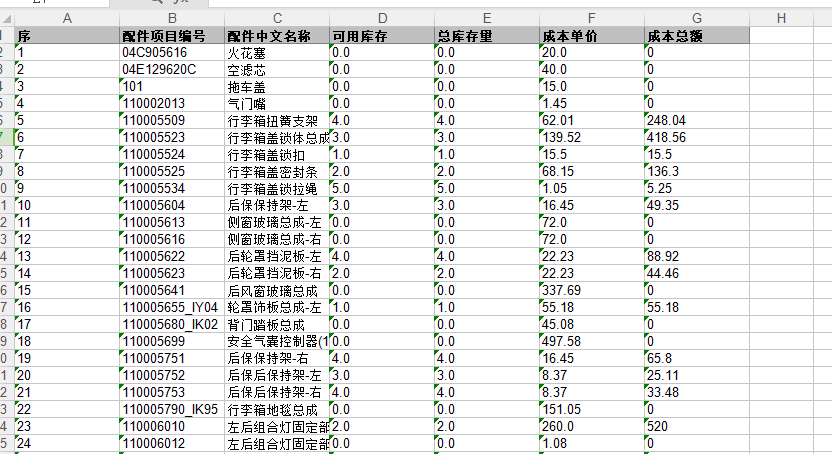 A B C D E F G H
序 配件项目编号 配件中文名称 可用库存 总库存量 成本单价 成本总额
1 04C905616 火花塞 0.0 0.0 20.0 0
2 04E129620C 空滤芯 0.0 0.0 40.0 0
3 101 拖车盖 0.0 0.0 15.0 0
4 110002013 气门嘴 0.0 0.0 1.45 0
5 110005509 行李箱扭簧支架 4.0 4.0 62.01 248.04
6 110005523 行李箱盖锁体总成 3.0 3.0 139.52 418.56
7 110005524 行李箱盖锁扣 1.0 1.0 15.5 15.5
8 110005525 行李箱盖密封条 2.0 2.0 68.15 136.3
9 110005534 行李箱盖锁拉绳 5.0 5.0 1.05 5.25
10 110005604 后保保持架-左 3.0 3.0 16.45 49.35
11 110005613 侧窗玻璃总成-左 0.0 0.0 72.0 0
12 110005616 侧窗玻璃总成-右 0.0 0.0 72.0 0
13 110005622 后轮罩挡泥板-左 4.0 4.0 22.23 88.92
14 110005623 后轮罩挡泥板-右 2.0 2.0 22.23 44.46
15 110005641 后风窗玻璃总成 0.0 0.0 337.69 0
16 110005655_IY04 轮罩饰板总成-左 1.0 1.0 55.18 55.18
17 110005680_IK02 背门踏板总成 0.0 0.0 45.08 0
18 110005699 安全气囊控制器(1 0.0 0.0 497.58 0
19 110005751 后保保持架-右 4.0 4.0 16.45 65.8
20 110005752 后保后保持架-左 3.0 3.0 8.37 25.11
21 110005753 后保后保持架-右 4.0 4.0 8.37 33.48
22 110005790_IK95 行李箱地毯总成 0.0 0.0 151.05 0
23 110006010 左后组合灯固定部 2.0 2.0 260.0 520
24 110006012 左后组合灯固定部 0.0 0.0 1.08 0